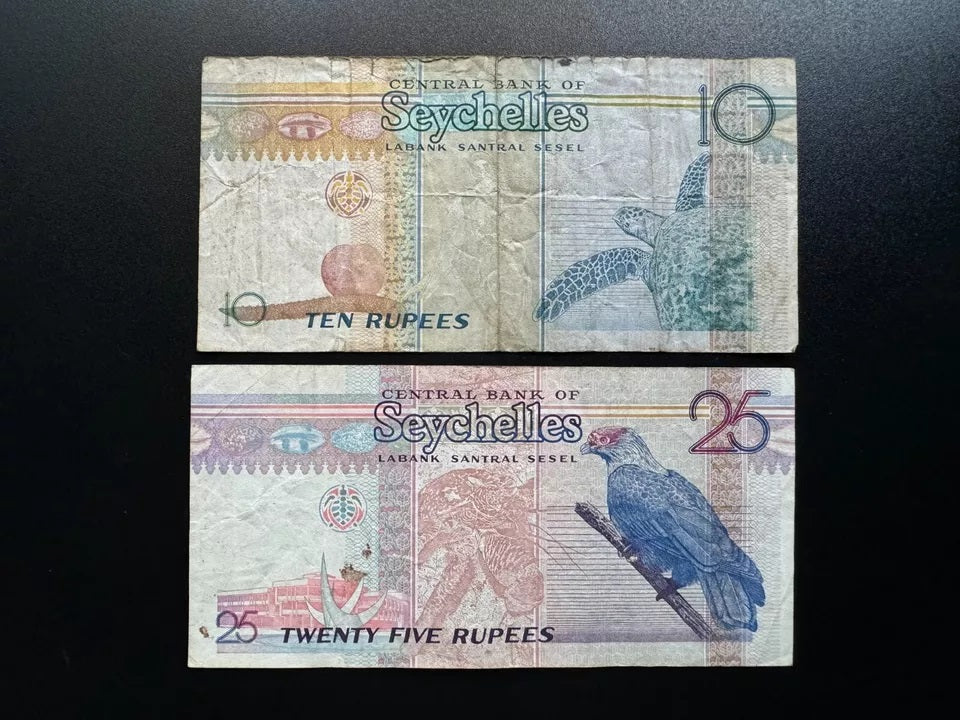 CENTRAL BANK OF
Seychelles
LABANK SANTRAL SESEL
10
10
TEN RUPEES
CENTRAL BANK OF
Seychelles
LABANK SANTRAL SESEL
25
25
TWENTY FIVE RUPEES